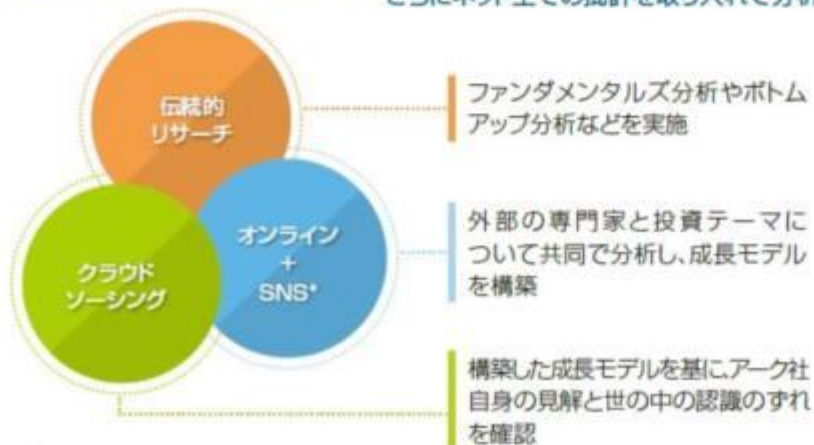 伝統的
リサーチ
オンライン
+
SNS*
クラウド
ソーシング
ファンダメンタルズ分析やボトム
アップ分析などを実施
外部の専門家と投資テーマに
ついて共同で分析し、成長モデル
を構築
構築した成長モデルを基に、アーク社
自身の見解と世の中の認識のずれ
を確認